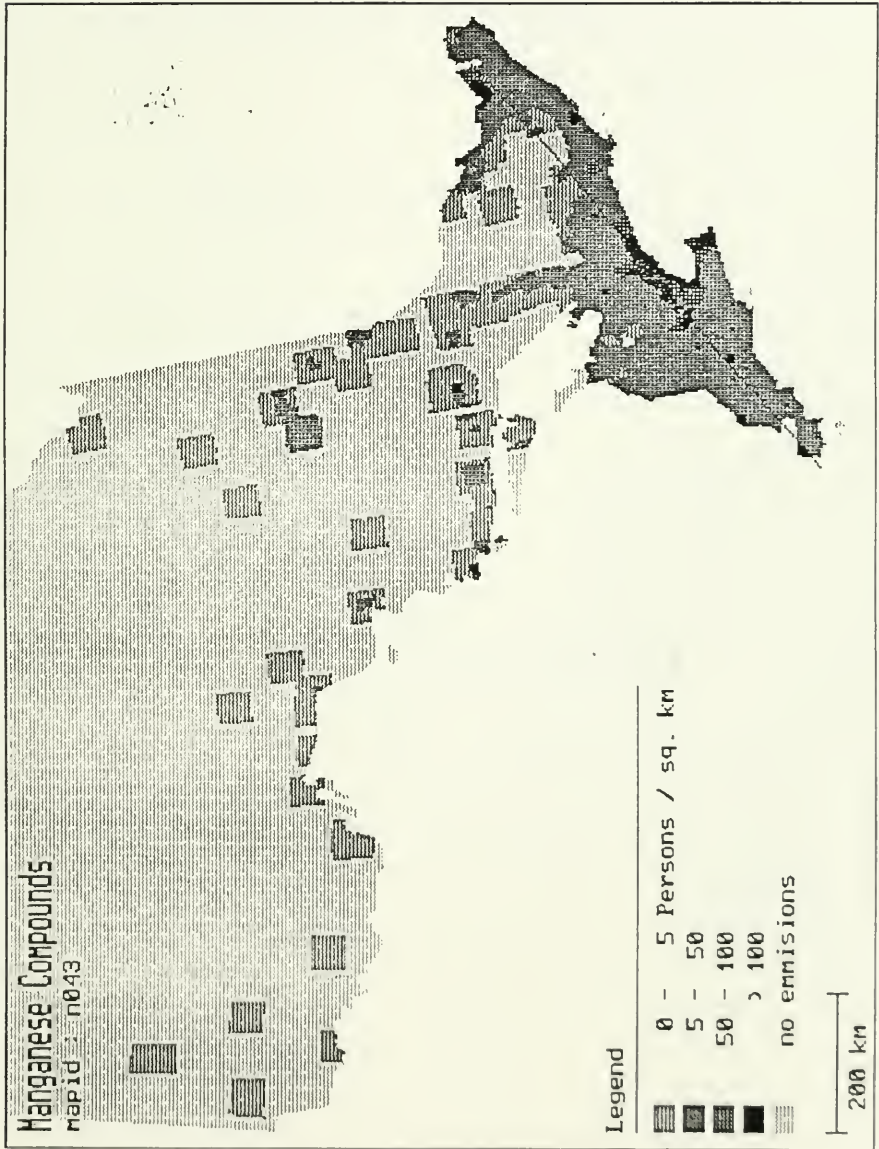 Manganese Compounds
Mapid : n043
Legend
0 - 5 Persons / sq. km
5 - 50
50 - 100
> 100
no emmisions
200 km